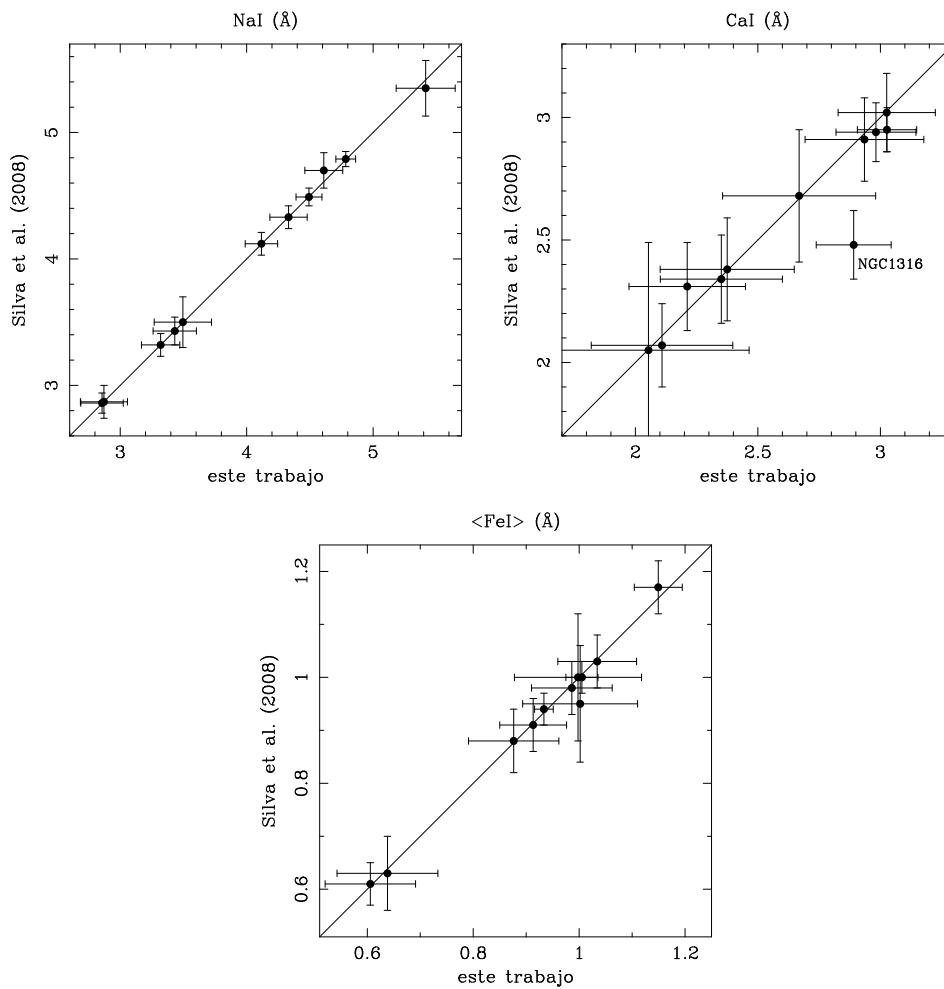 NaI (Å)
Silva et al. (2008)
3
4
5
3
4
5
este trabajo
CaI (Å)
Silva et al. (2008)
2
2.5
3
NGC1316
2
2.5
3
este trabajo
<FeI> (Å)
Silva et al. (2008)
0.6
0.8
1
1.2
0.6
0.8
1
1.2
este trabajo